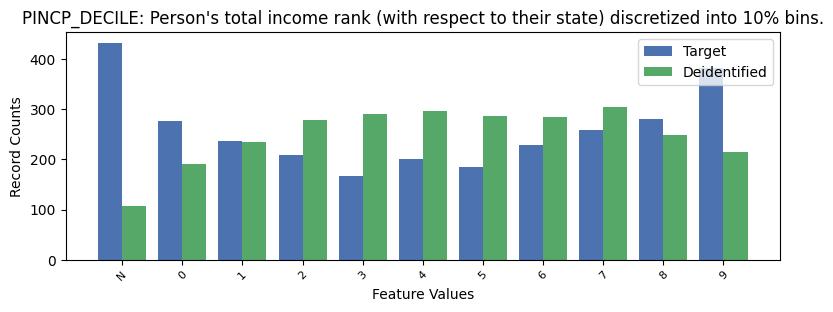 PINCP_DECILE: Person's total income rank (with respect to their state) discretized into 10% bins.
Target
Deidentified
Record Counts
400
300
200
100
0
N 0 1 2 3 4 5 6 7 8 9
Feature Values